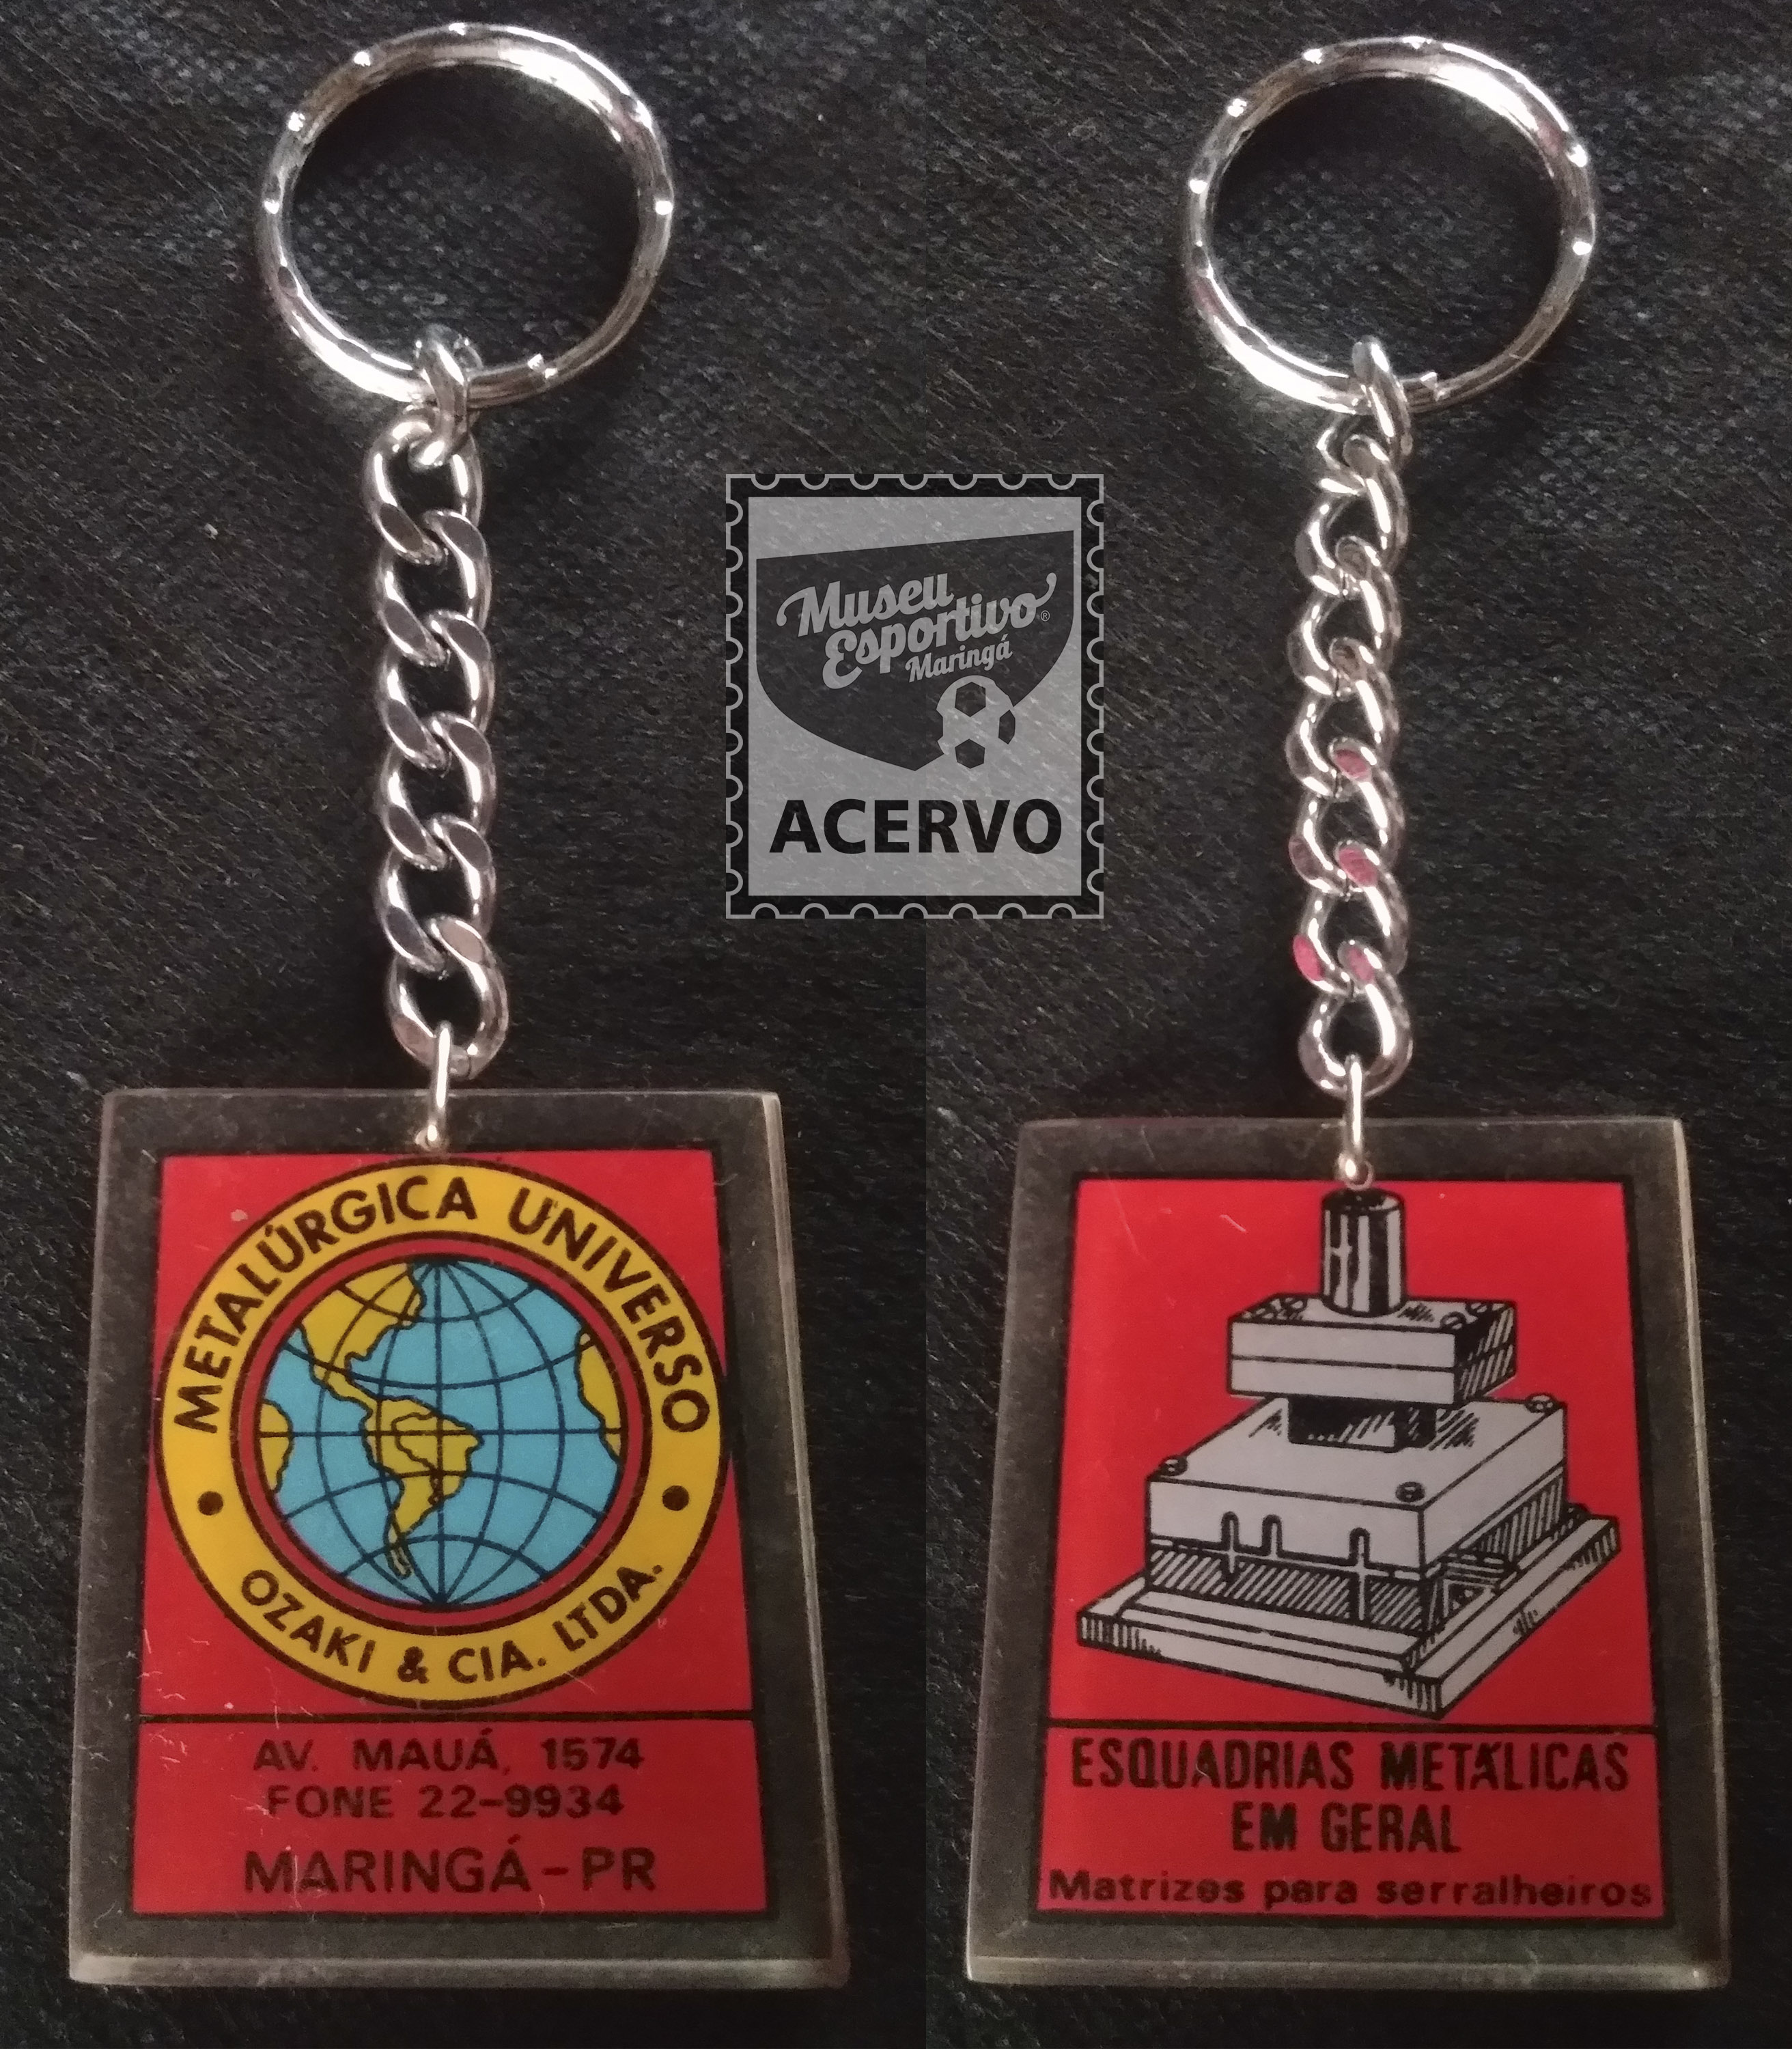 Museu
Esportivo®
Maringá
ACERVO
METALÚRGICA UNIVERSO
OZAKI & CIA. LTDA.
AV. MAUÁ, 1574
FONE 22-9934
MARINGÁ-PR
ESQUADRIAS METÁLICAS
EM GERAL
Matrizes para serralheiros